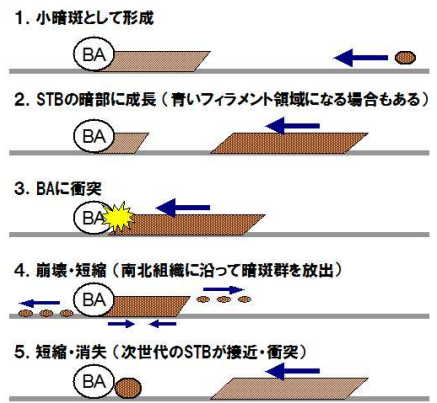 1. 小暗斑として形成
BA
2. STBの暗部に成長（青いフィラメント領域になる場合もある）
BA
3. BAに衝突
BA
4. 崩壊・短縮（南北組織に沿って暗斑群を放出）
BA
5. 短縮・消失（次世代のSTBが接近・衝突）
BA